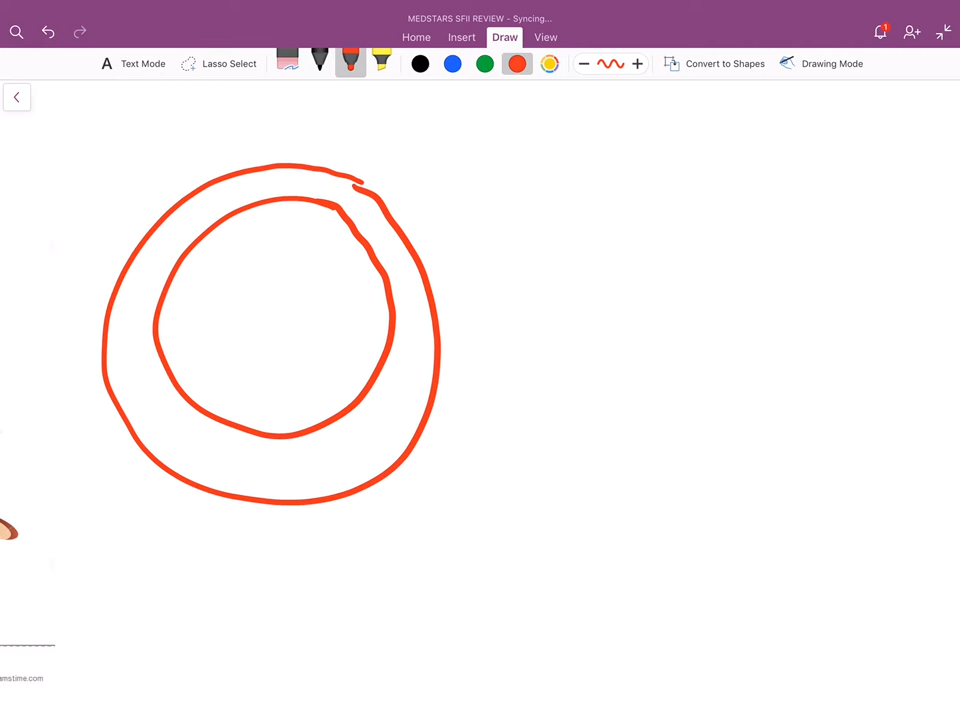 MEDSTARS SFII REVIEW - Syncing...
Home Insert Draw View
1
A Text Mode Lasso Select Convert to Shapes Drawing Mode
amstime.com